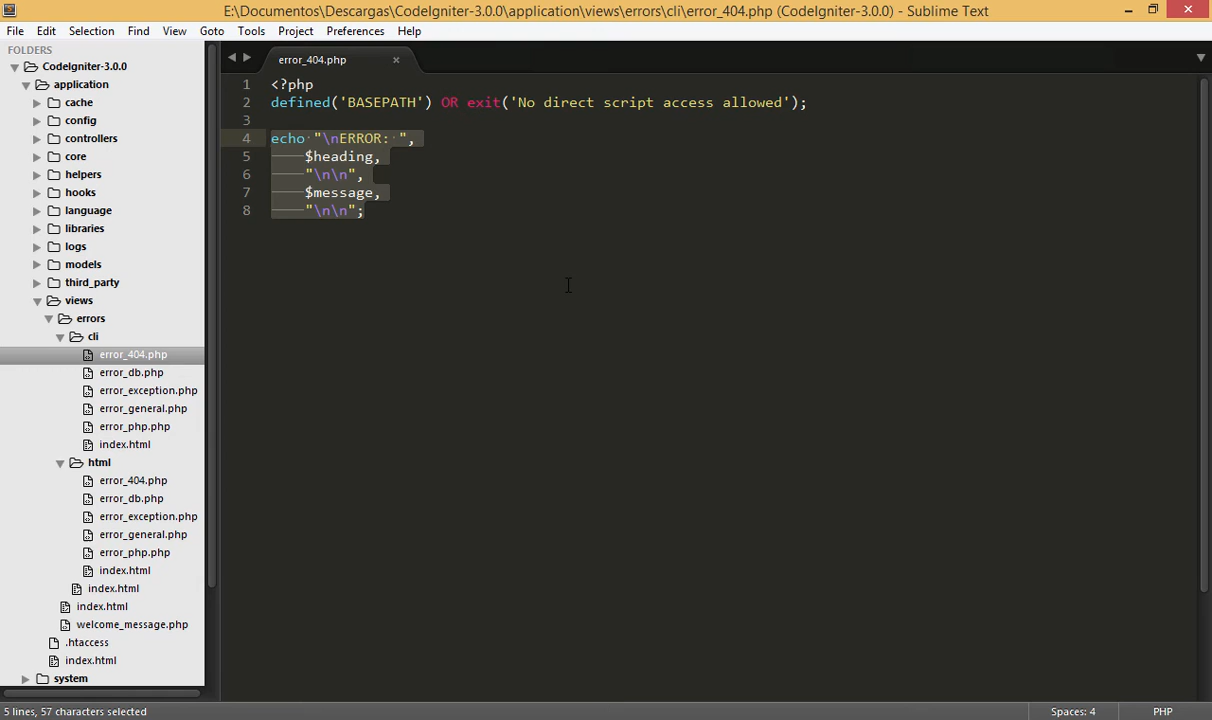 E:\Documentos\Descargas\CodeIgniter-3.0.0\application\views\errors\cli\error_404.php (CodeIgniter-3.0.0) - Sublime Text
File Edit Selection Find View Goto Tools Project Preferences Help
FOLDERS
CodeIgniter-3.0.0
application
cache
config
controllers
core
helpers
hooks
language
libraries
logs
models
third_party
views
errors
cli
error_404.php
error_db.php
error_exception.php
error_general.php
error_php.php
index.html
html
error_404.php
error_db.php
error_exception.php
error_general.php
error_php.php
index.html
index.html
index.html
welcome_message.php
.htaccess
index.html
system
error_404.php
1 <?php
2 defined('BASEPATH') OR exit('No direct script access allowed');
3
4 echo "\nERROR: ",
5 $heading,
6 "\n\n",
7 $message,
8 "\n\n";
5 lines, 57 characters selected
Spaces: 4
PHP